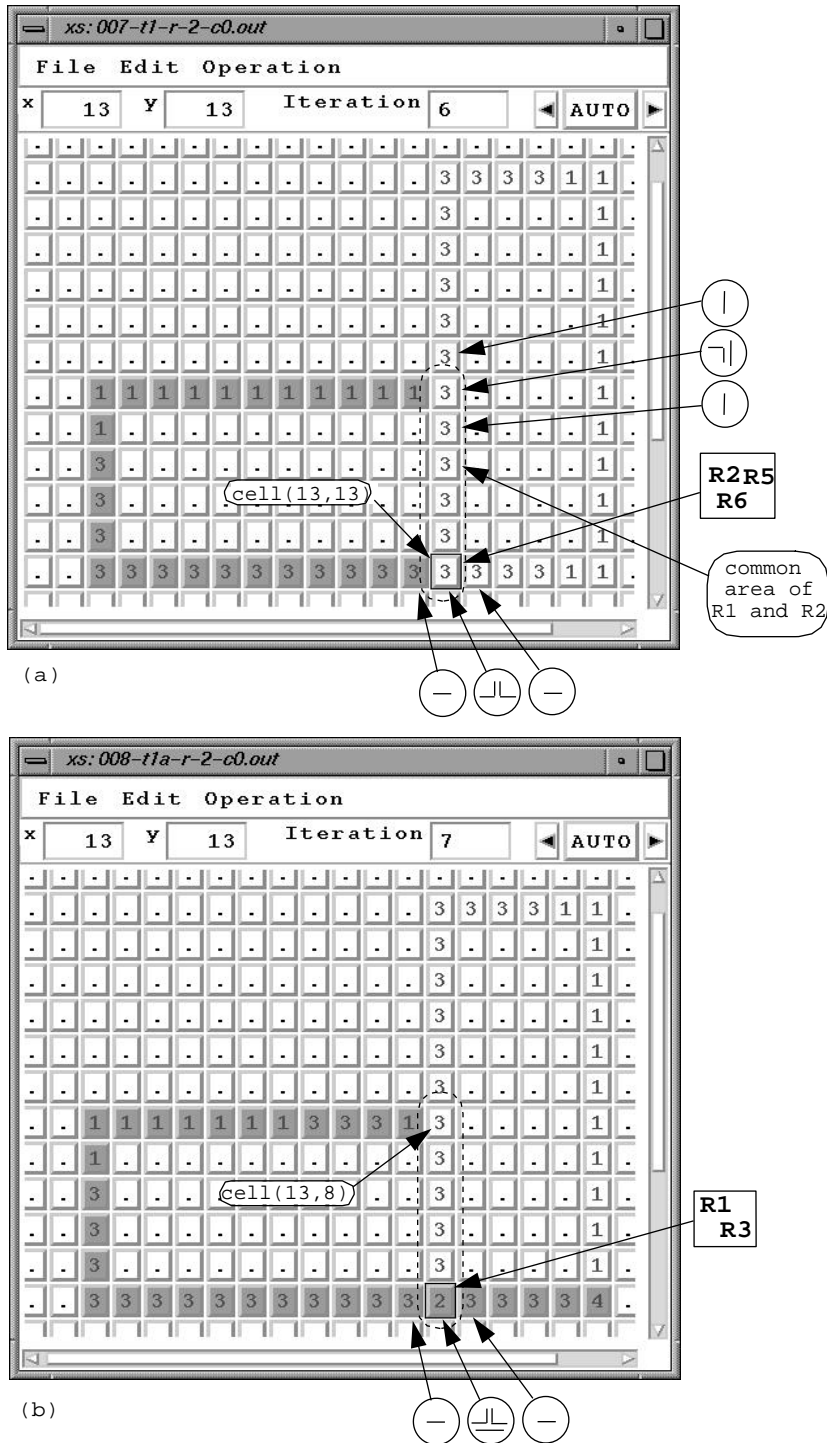 xs: 007-t1-r-2-c0.out
File Edit Operation
x 13 y 13 Iteration 6 AUTO
. . . . . . . . . . . . . . . . . . .
. . . . . . . . . . . . 3 3 3 3 1 1 .
. . . . . . . . . . . . 3 . . . . 1 .
. . . . . . . . . . . . 3 . . . . 1 .
. . . . . . . . . . . . 3 . . . . 1 .
. . . . . . . . . . . . 3 . . . . 1 .
. . . . . . . . . . . . 3 . . . . 1 .
. . 1 1 1 1 1 1 1 1 1 1 3 . . . . 1 .
. . 1 . . . . . . . . . 3 . . . . 1 .
. . 3 . . . . . . . . . 3 . . . . 1 .
. . 3 . . . . . . . . . 3 . . . . 1 .
. . 3 . . . . . . . . . 3 . . . . 1 .
. . 3 3 3 3 3 3 3 3 3 3 3 3 3 3 1 1 .
cell(13,13)
R2 R5
R6
common
area of
R1 and R2
(a)
xs: 008-t1a-r-2-c0.out
File Edit Operation
x 13 y 13 Iteration 7 AUTO
. . . . . . . . . . . . . . . . . . .
. . . . . . . . . . . . 3 3 3 3 1 1 .
. . . . . . . . . . . . 3 . . . . 1 .
. . . . . . . . . . . . 3 . . . . 1 .
. . . . . . . . . . . . 3 . . . . 1 .
. . . . . . . . . . . . 3 . . . . 1 .
. . . . . . . . . . . . 3 . . . . 1 .
. . 1 1 1 1 1 1 3 3 3 1 3 . . . . 1 .
. . 1 . . . . . . . . . 3 . . . . 1 .
. . 3 . . . . . . . . . 3 . . . . 1 .
. . 3 . . . . . . . . . 3 . . . . 1 .
. . 3 . . . . . . . . . 3 . . . . 1 .
. . 3 3 3 3 3 3 3 3 3 3 2 3 3 3 3 4 .
cell(13,8)
R1
R3
(b)